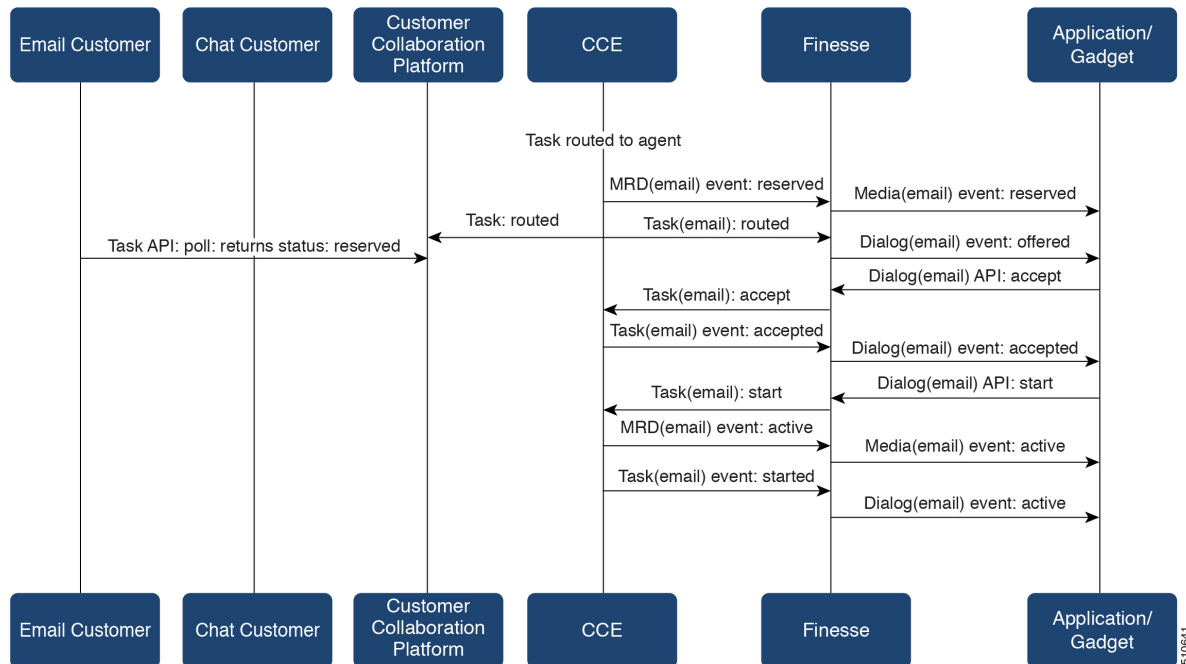 Email Customer
Chat Customer
Customer
Collaboration
Platform
CCE
Finesse
Application/
Gadget
Task routed to agent
MRD(email) event: reserved
Media(email) event: reserved
Task: routed
Task(email): routed
Dialog(email) event: offered
Task API: poll: returns status: reserved
Dialog(email) API: accept
Task(email): accept
Task(email) event: accepted
Dialog(email) event: accepted
Dialog(email) API: start
Task(email): start
MRD(email) event: active
Media(email) event: active
Task(email) event: started
Dialog(email) event: active
Email Customer
Chat Customer
Customer
Collaboration
Platform
CCE
Finesse
Application/
Gadget